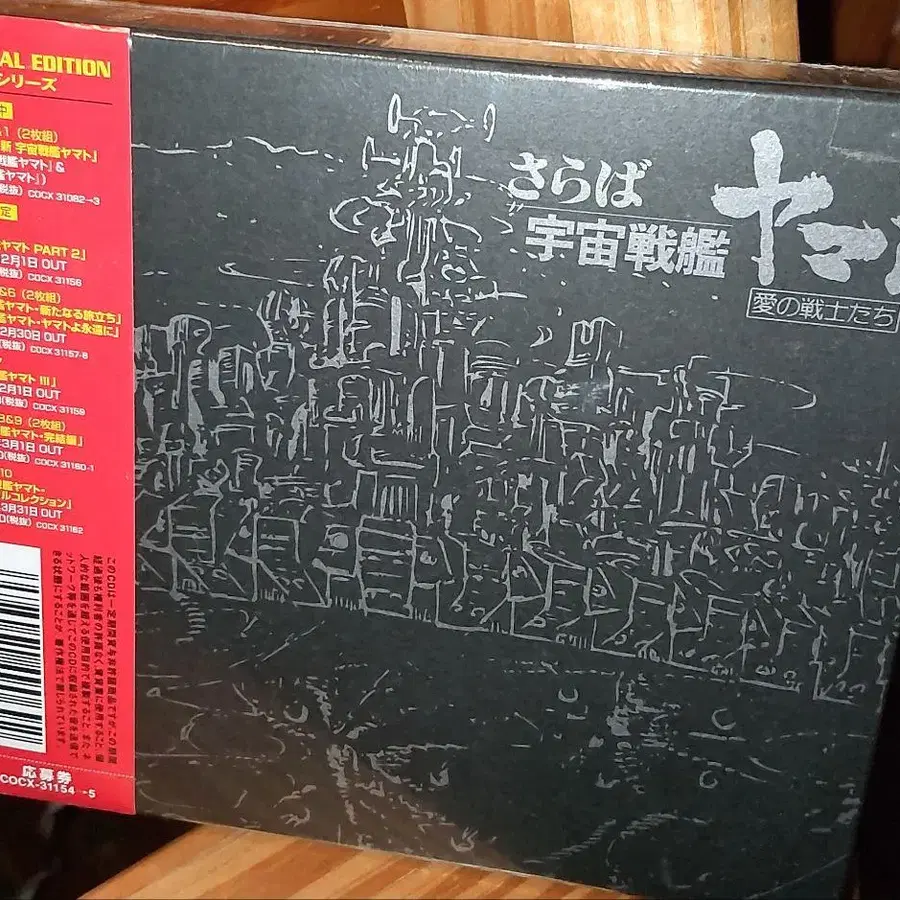 AL EDITION
シリーズ
中
&1（2枚組）
新 宇宙戦艦ヤマト」
戦艦ヤマト』&
艦ヤマト』）
税抜）COCX 31082→3
定
ヤマト PART 2」
2月1日 OUT
（税抜）COCX 31156
&6（2枚組）
艦ヤマト・新たなる旅立ち」
艦ヤマト・ヤマトよ永遠に」
2月30日 OUT
（税抜）COCX 31157-8
艦ヤマト III」
2月1日 OUT
（税抜）COCX 31159
8&9（2枚組）
艦ヤマト・完結編」
3月1日 OUT
0（税抜）COCX 31160-1
10
艦ヤマト・
ルコレクション」
3月31日 OUT
0（税抜）COCX 31162
応募券
COCX-31154→5
さらば
宇宙戦艦
ヤマ
愛の戦士たち